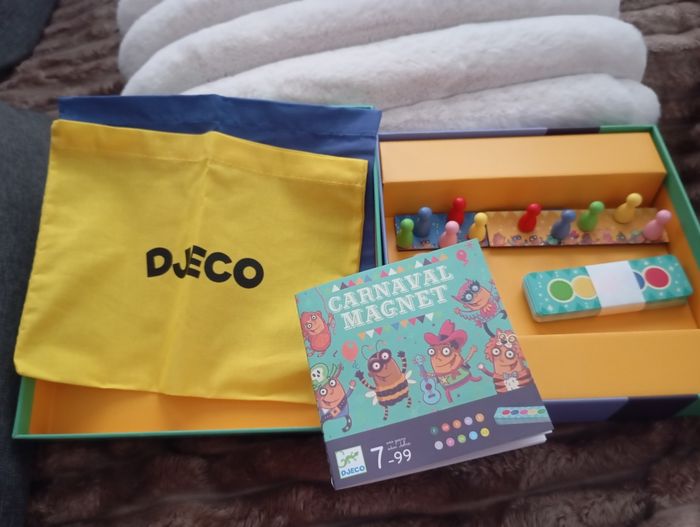 DJECO
CARNAVAL
MAGNET
DJECO
7-99